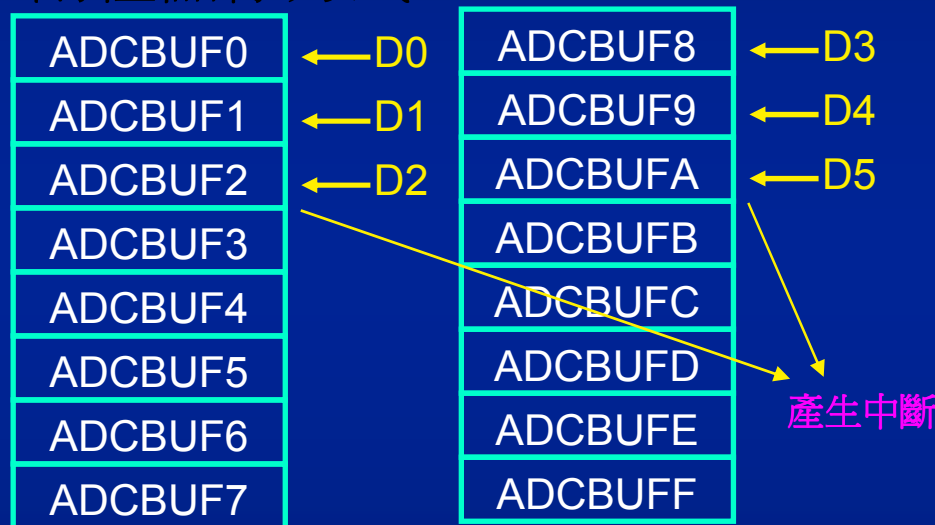 ADCBUF0 ←D0
ADCBUF1 ←D1
ADCBUF2 ←D2
ADCBUF3
ADCBUF4
ADCBUF5
ADCBUF6
ADCBUF7
ADCBUF8 ←D3
ADCBUF9 ←D4
ADCBUFA ←D5
ADCBUFB
ADCBUFC
ADCBUFD
ADCBUFE
ADCBUFF
產生中斷